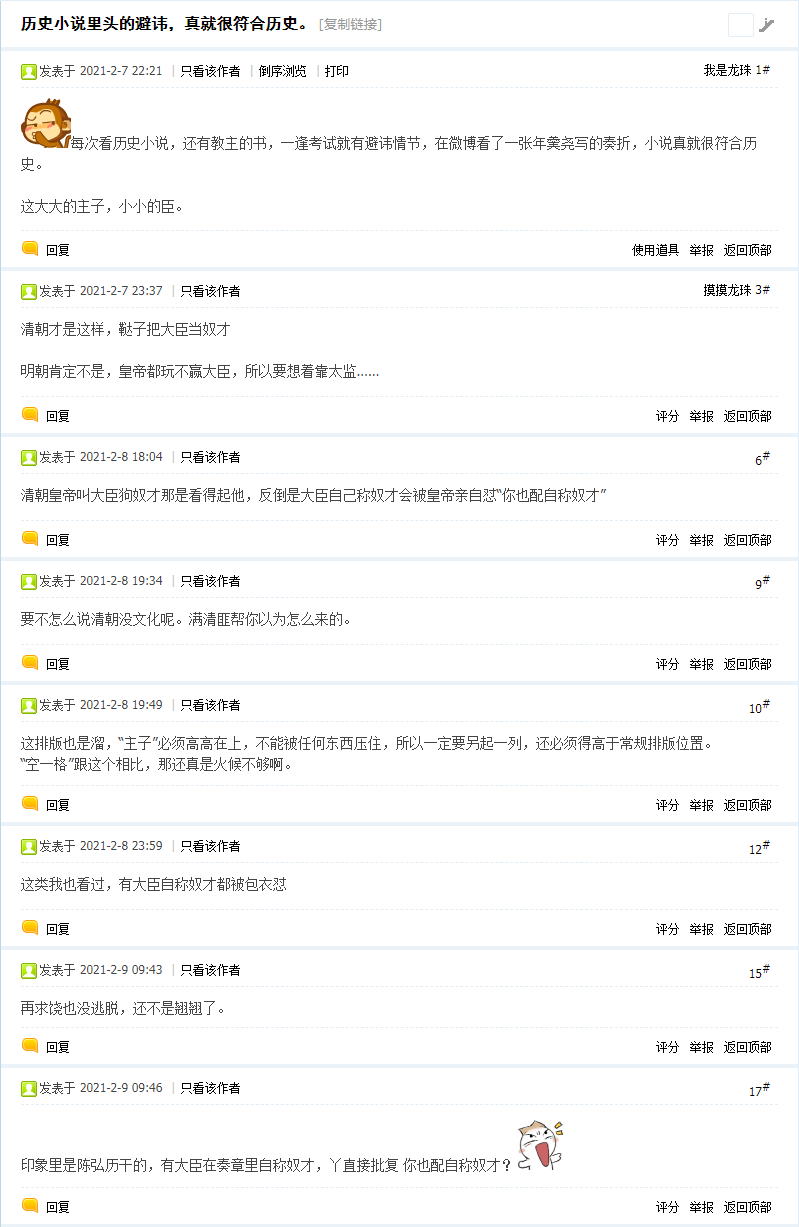 历史小说里头的避讳，真就很符合历史。 [复制链接]
发表于 2021-2-7 22:21 |只看该作者 |倒序浏览 |打印 我是龙珠 1#
每次看历史小说，还有教主的书，一逢考试就有避讳情节，在微博看了一张年羹尧写的奏折，小说真就很符合历
史。
这大大的主子，小小的臣。
回复 使用道具 举报 返回顶部
发表于 2021-2-7 23:37 |只看该作者 摸摸龙珠 3#
清朝才是这样，鞑子把大臣当奴才
明朝肯定不是，皇帝都玩不赢大臣，所以要想着靠太监......
回复 评分 举报 返回顶部
发表于 2021-2-8 18:04 |只看该作者 6#
清朝皇帝叫大臣狗奴才那是看得起他，反倒是大臣自己称奴才会被皇帝亲自怼“你也配自称奴才”
回复 评分 举报 返回顶部
发表于 2021-2-8 19:34 |只看该作者 9#
要不怎么说清朝没文化呢。满清匪帮你以为怎么来的。
回复 评分 举报 返回顶部
发表于 2021-2-8 19:49 |只看该作者 10#
这排版也是溜，“主子”必须高高在上，不能被任何东西压住，所以一定要另起一列，还必须得高于常规排版位置。
“空一格”跟这个相比，那还真是火候不够啊。
回复 评分 举报 返回顶部
发表于 2021-2-8 23:59 |只看该作者 12#
这类我也看过，有大臣自称奴才都被包衣怼
回复 评分 举报 返回顶部
发表于 2021-2-9 09:43 |只看该作者 15#
再求饶也没逃脱，还不是翘翘了。
回复 评分 举报 返回顶部
发表于 2021-2-9 09:46 |只看该作者 17#
印象里是陈弘历干的，有大臣在奏章里自称奴才，丫直接批复 你也配自称奴才？
回复 评分 举报 返回顶部